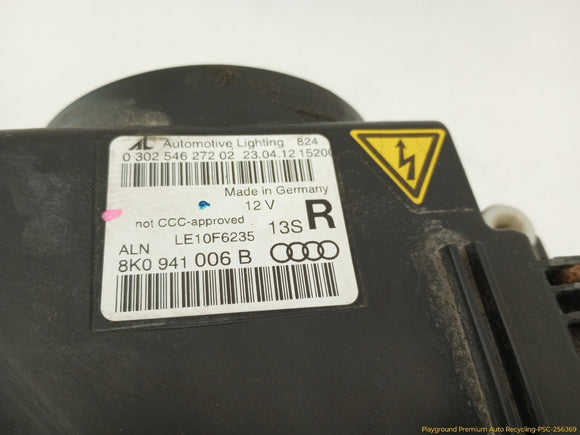 AL Automotive Lighting 824
0 302 546 272 02 23.04.12 15200
Made in Germany
12 V
not CCC-approved
13S R
LE10F6235
ALN
8K0 941 006 B
Playground Premium Auto Recycling-PSC-256369